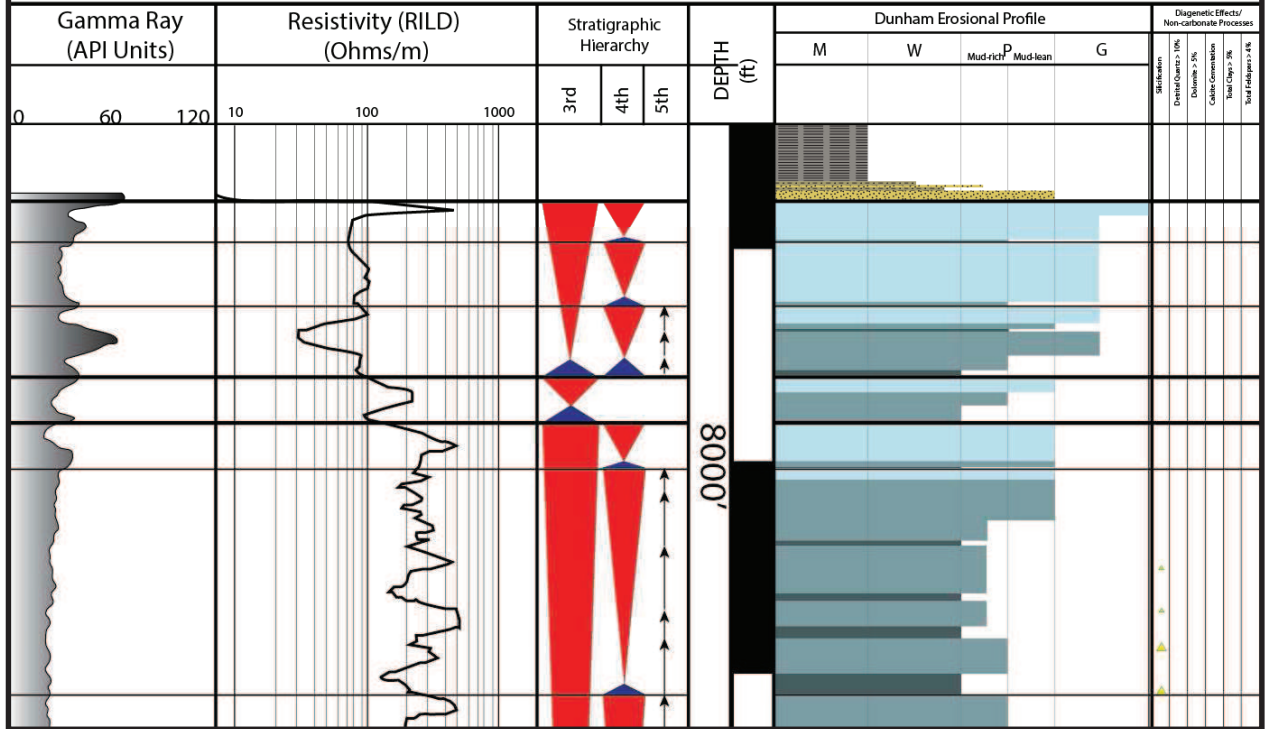 Gamma Ray
(API Units)
0
60
120
Resistivity (RILD)
(Ohms/m)
10
100
1000
Stratigraphic
Hierarchy
3rd
4th
5th
DEPTH
(ft)
8000'
Dunham Erosional Profile
M
W
P
G
Mud-rich
Mud-lean
Diagenetic Effects/
Non-carbonate Processes
Silicification
Detrital Quartz > 10%
Dolomite > 5%
Calcite Cementation
Total Clays > 5%
Total Feldspars > 4%